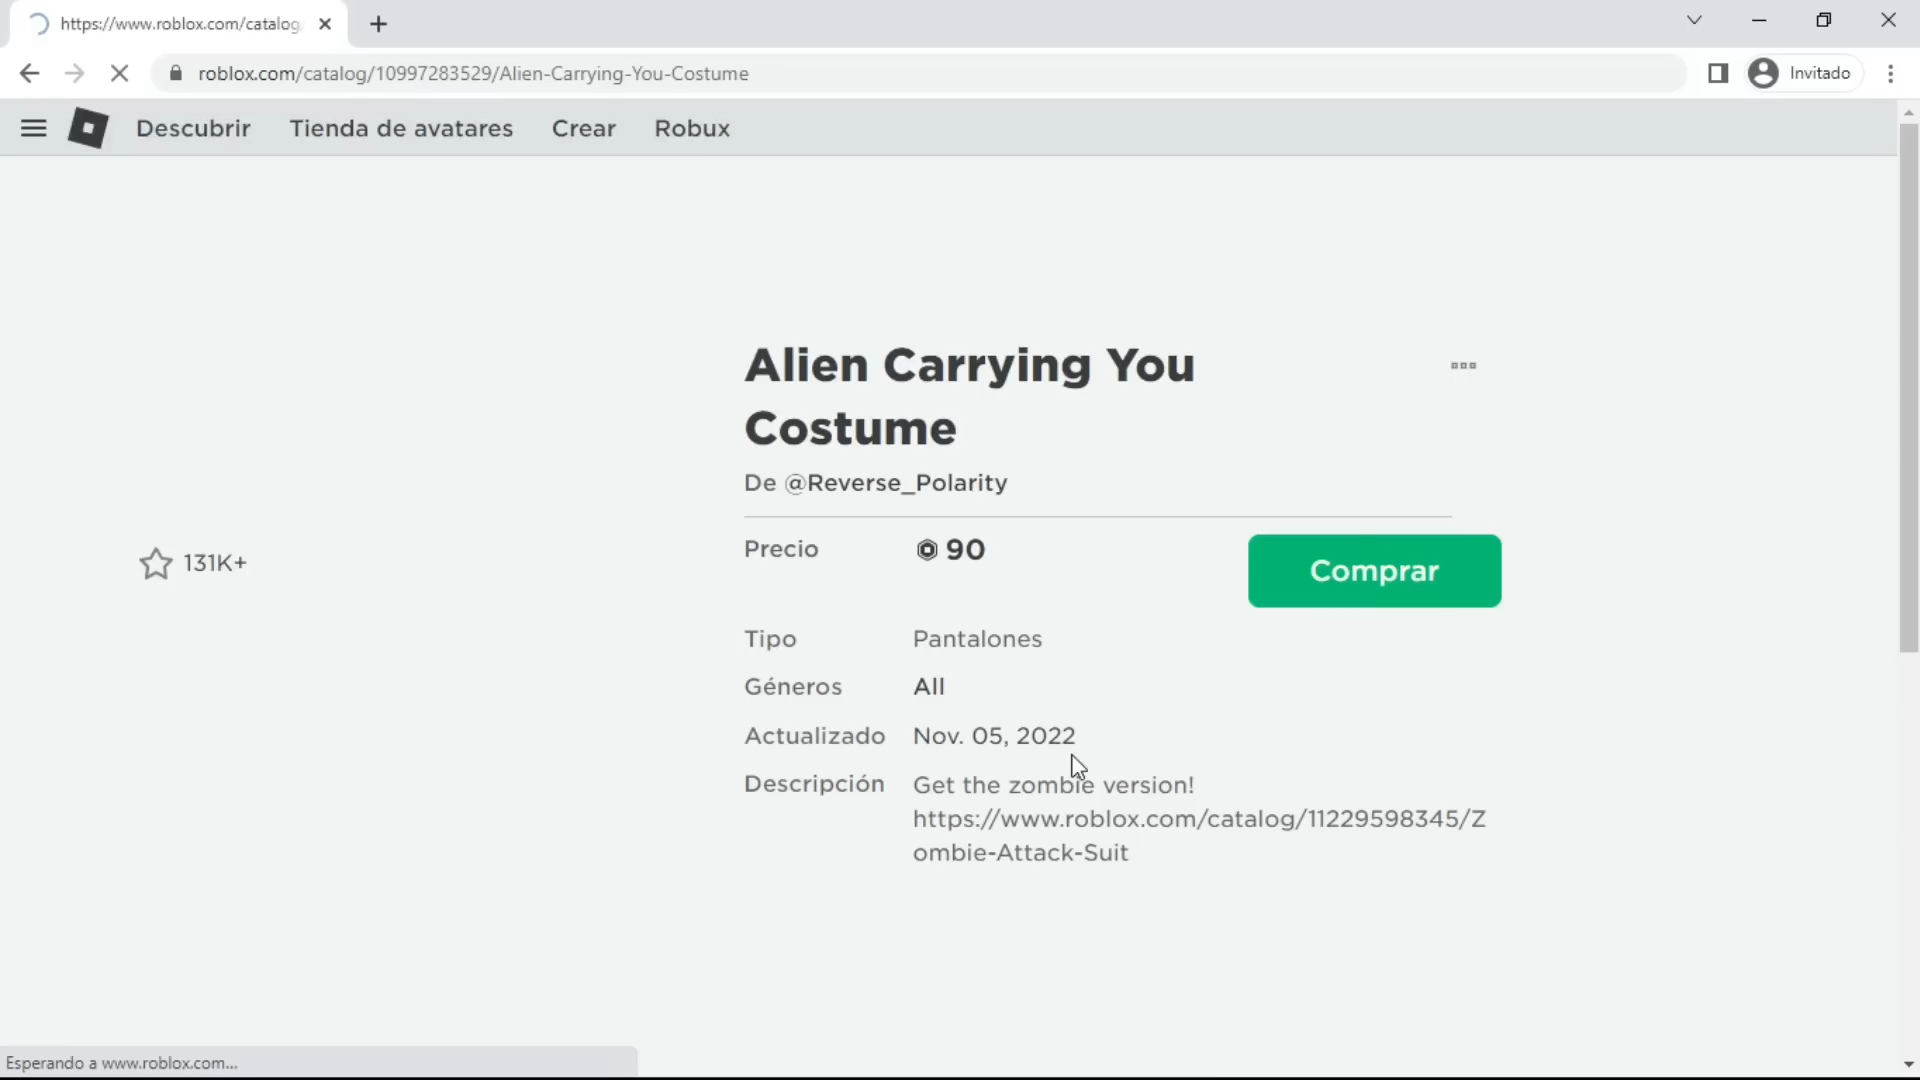 https://www.roblox.com/catalog
roblox.com/catalog/10997283529/Alien-Carrying-You-Costume
Invitado
Descubrir
Tienda de avatares
Crear
Robux
Alien Carrying You
Costume
De @Reverse_Polarity
131K+
Precio
90
Comprar
Tipo
Pantalones
Géneros
All
Actualizado
Nov. 05, 2022
Descripción
Get the zombie version!
https://www.roblox.com/catalog/11229598345/Z
ombie-Attack-Suit
Esperando a www.roblox.com...